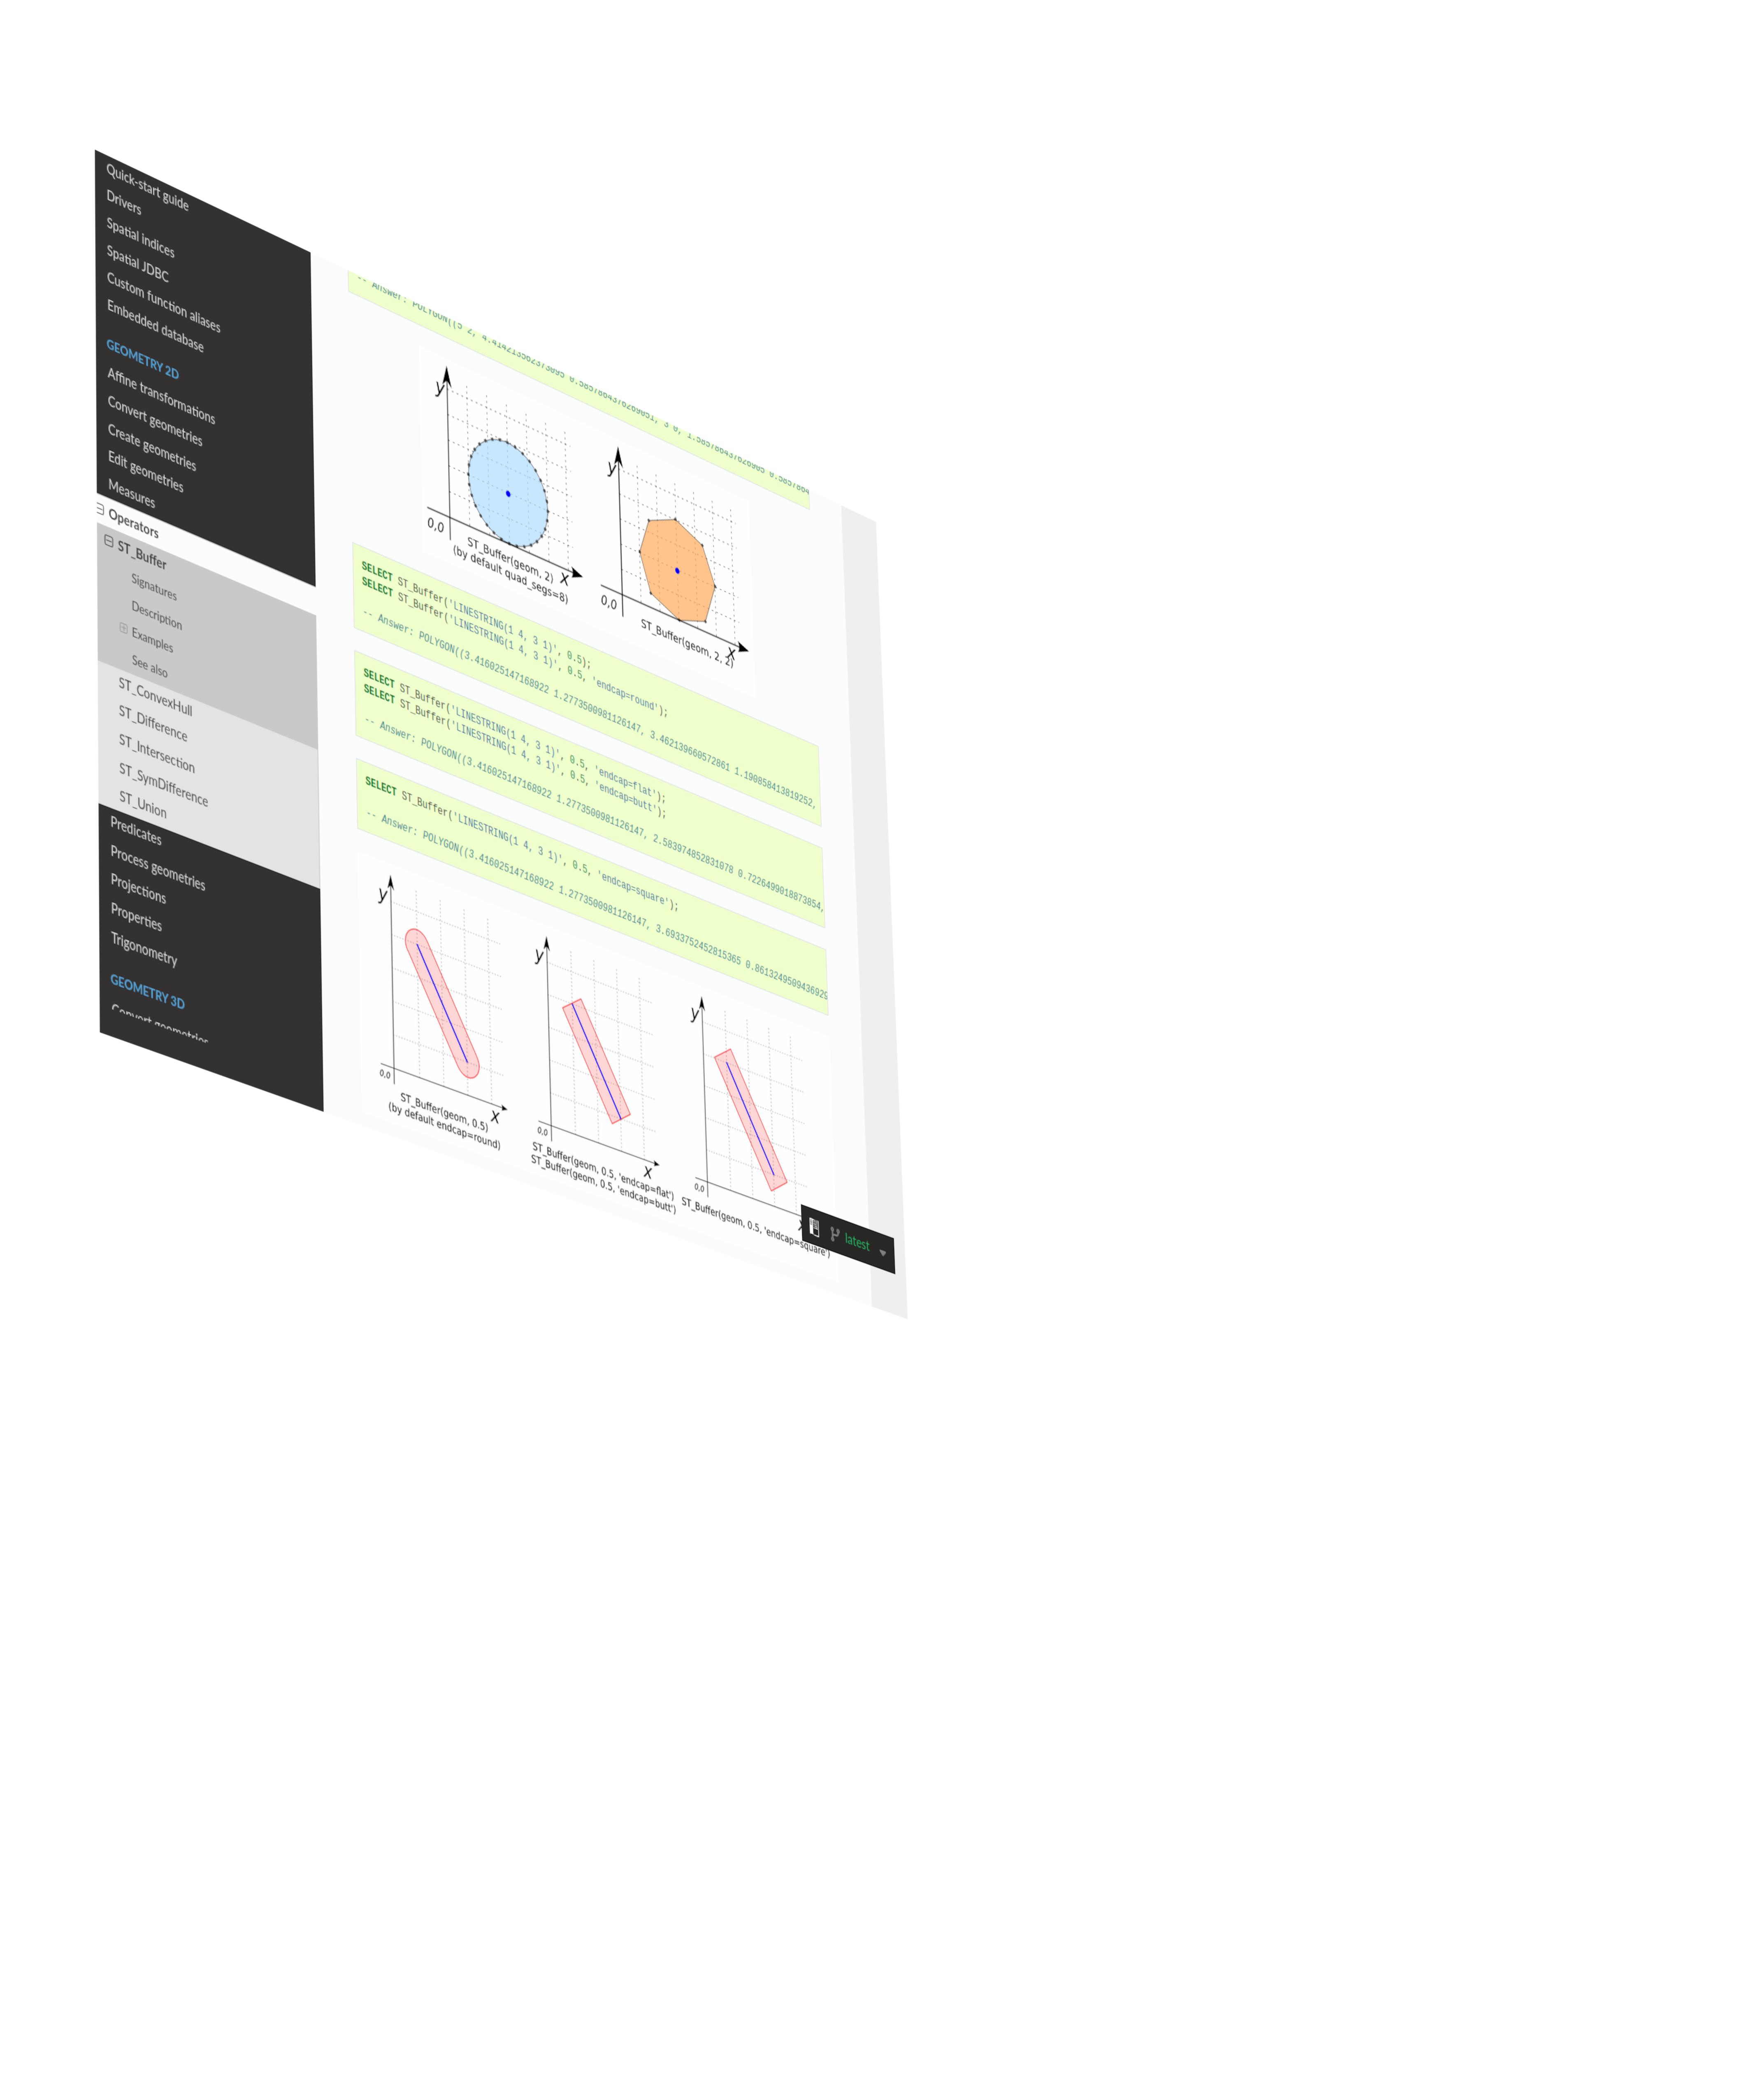 Quick-start guide
Drivers
Spatial indices
Spatial JDBC
Custom function aliases
Embedded database
GEOMETRY 2D
Affine transformations
Convert geometries
Create geometries
Edit geometries
Measures
Operators
ST_Buffer
Signatures
Description
Examples
See also
ST_ConvexHull
ST_Difference
ST_Intersection
ST_SymDifference
ST_Union
Predicates
Process geometries
Projections
Properties
Trigonometry
GEOMETRY 3D
Convert geometries
-- Answer: POLYGON((5 2, 4.414213562373095 0.5857864376269051, 3 0, 1.585786437626905 0.5857864
y
0,0
X
ST_Buffer(geom, 2)
(by default quad_segs=8)
y
0,0
X
ST_Buffer(geom, 2, 2)
SELECT ST_Buffer('LINESTRING(1 4, 3 1)', 0.5);
SELECT ST_Buffer('LINESTRING(1 4, 3 1)', 0.5, 'endcap=round');
-- Answer: POLYGON((3.416025147168922 1.2773500981126147, 3.462139660572861 1.190858413819252,
SELECT ST_Buffer('LINESTRING(1 4, 3 1)', 0.5, 'endcap=flat');
SELECT ST_Buffer('LINESTRING(1 4, 3 1)', 0.5, 'endcap=butt');
-- Answer: POLYGON((3.416025147168922 1.2773500981126147, 2.583974852831078 0.7226499018873854,
SELECT ST_Buffer('LINESTRING(1 4, 3 1)', 0.5, 'endcap=square');
-- Answer: POLYGON((3.416025147168922 1.2773500981126147, 3.6933752452815365 0.8613249509436929
y
0,0
X
ST_Buffer(geom, 0.5)
(by default endcap=round)
y
0,0
X
ST_Buffer(geom, 0.5, 'endcap=flat')
ST_Buffer(geom, 0.5, 'endcap=butt')
y
0,0
ST_Buffer(geom, 0.5, 'endcap=square')
latest